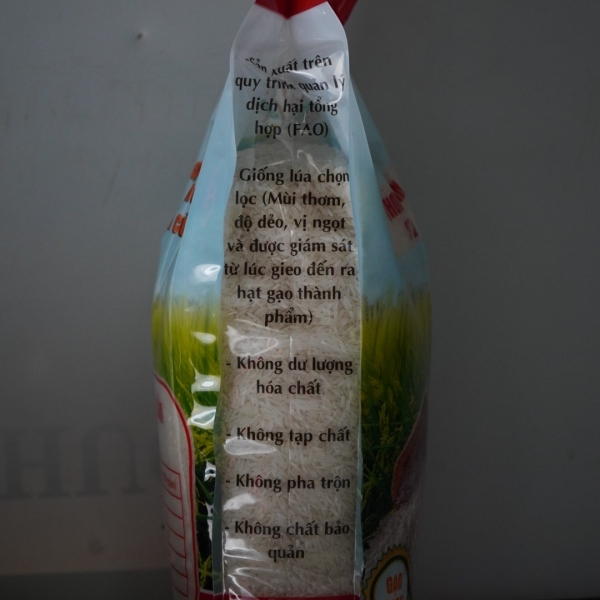 -Sản xuất trên
quy trình quản lý
dịch hại tổng
hợp (FAO)
Giống lúa chọn
lọc (Mùi thơm,
độ dẻo, vị ngọt
và được giám sát
từ lúc gieo đến ra
hạt gạo thành
phẩm)
- Không dư lượng
hóa chất
- Không tạp chất
- Không pha trộn
- Không chất bảo
quản
GẠO